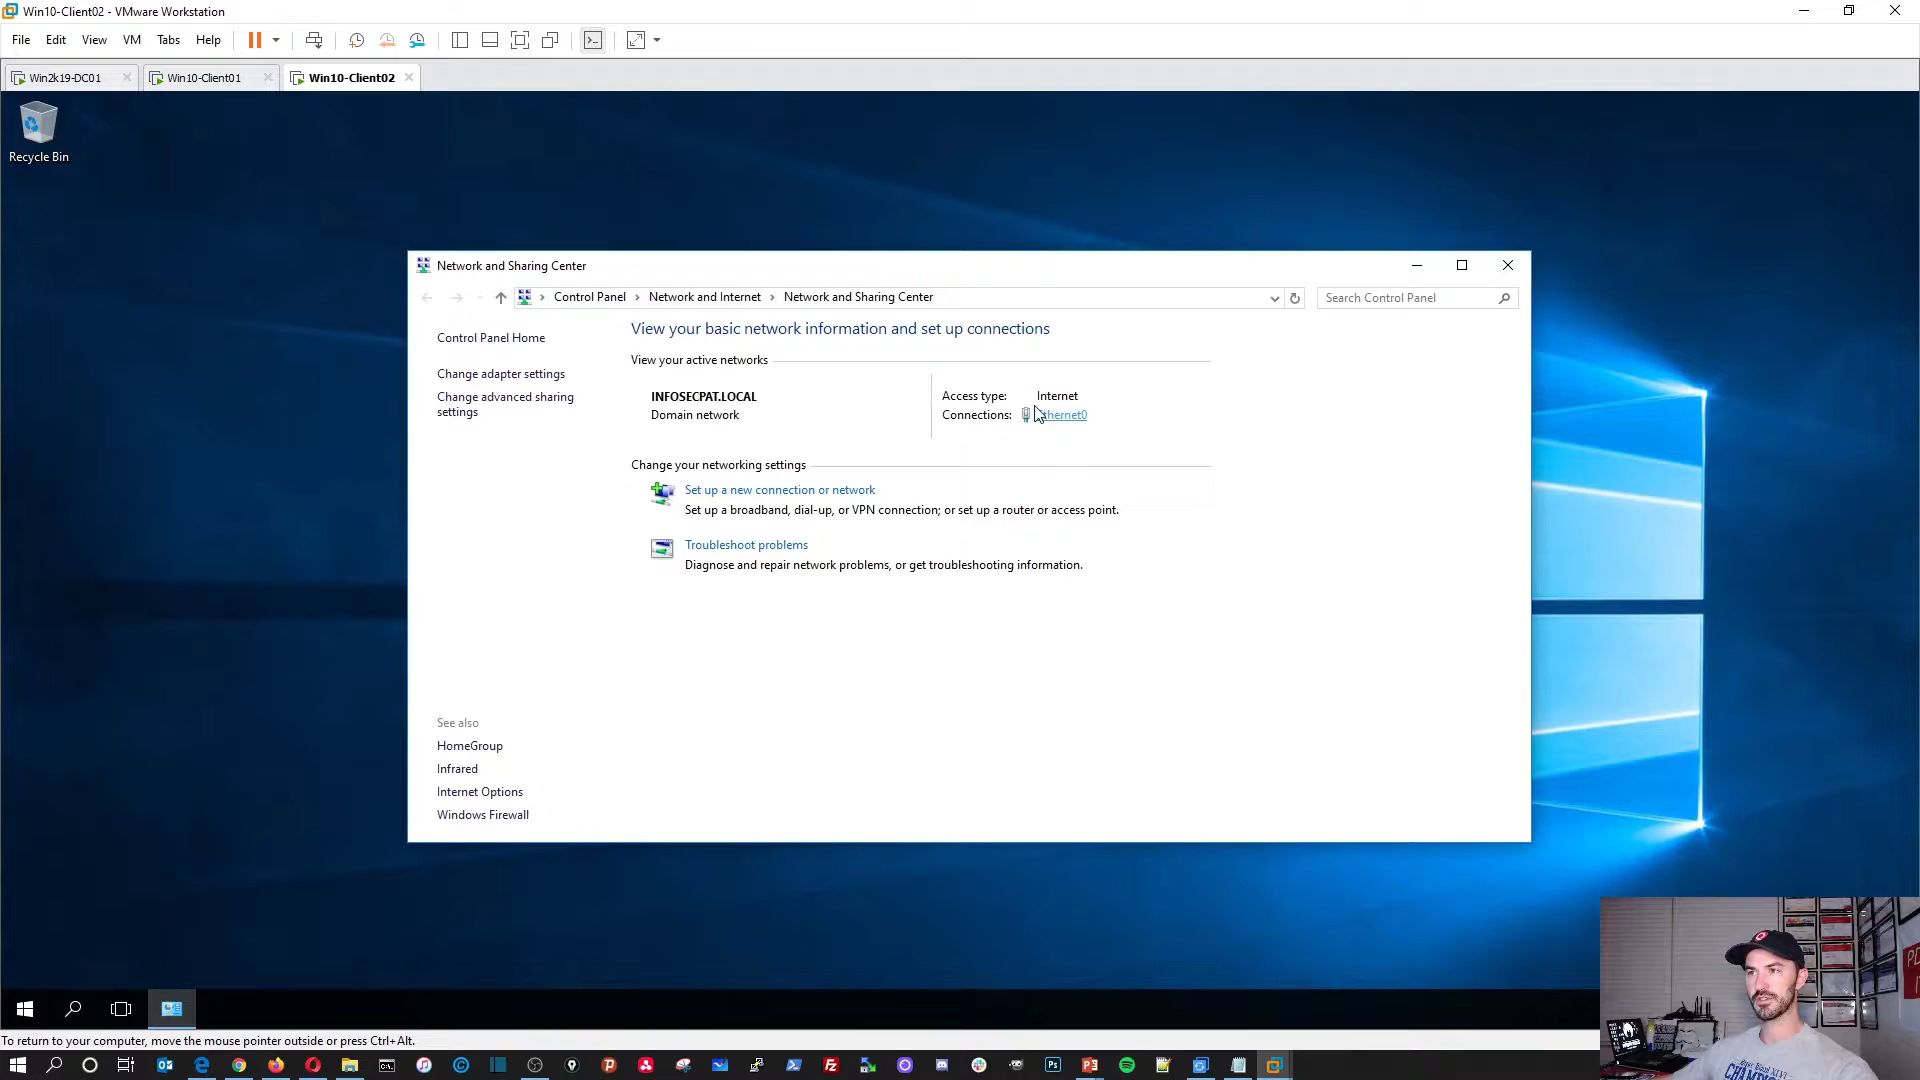 Win10-Client02 - VMware Workstation
File Edit View VM Tabs Help
Win2k19-DC01 Win10-Client01 Win10-Client02
Recycle Bin
Network and Sharing Center
Control Panel Network and Internet Network and Sharing Center Search Control Panel
Control Panel Home
Change adapter settings
Change advanced sharing
settings
View your basic network information and set up connections
View your active networks
INFOSECPAT.LOCAL
Domain network
Access type: Internet
Connections: Ethernet0
Change your networking settings
Set up a new connection or network
Set up a broadband, dial-up, or VPN connection; or set up a router or access point.
Troubleshoot problems
Diagnose and repair network problems, or get troubleshooting information.
See also
HomeGroup
Infrared
Internet Options
Windows Firewall
To return to your computer, move the mouse pointer outside or press Ctrl+Alt.